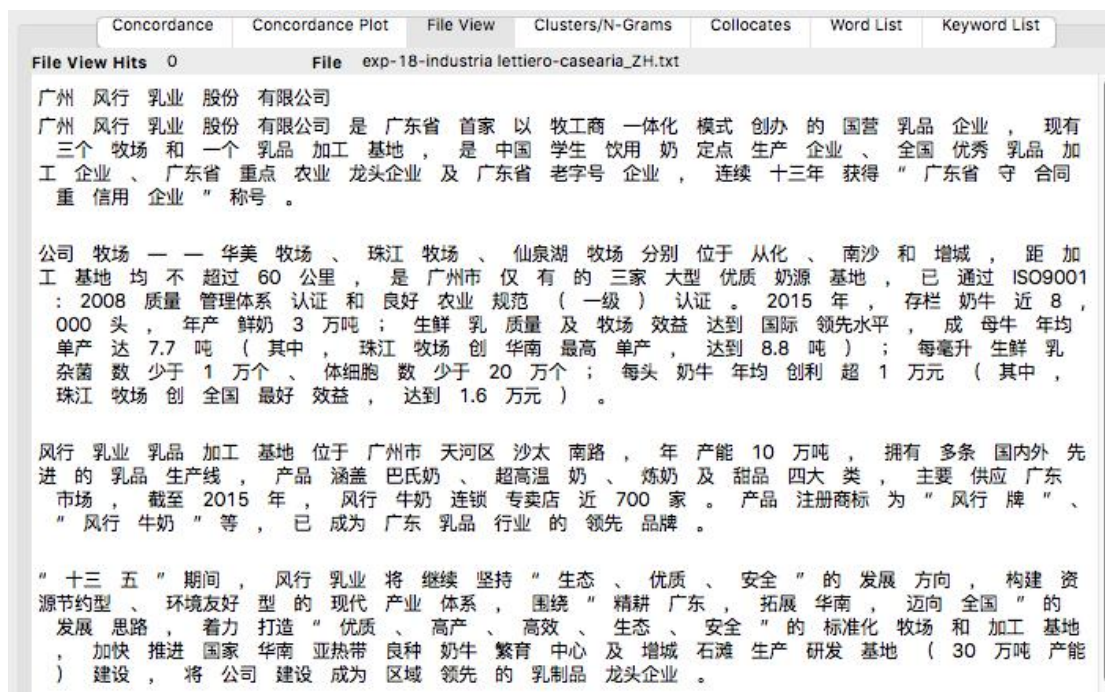 Concordance Concordance Plot File View Clusters/N-Grams Collocates Word List Keyword List
File View Hits 0 File exp-18-industria lettiero-casearia_ZH.txt
广州 风行 乳业 股份 有限公司
广州 风行 乳业 股份 有限公司 是 广东省 首家 以 牧工商 一体化 模式 创办 的 国营 乳品 企业 , 现有
三个 牧场 和 一个 乳品 加工 基地 , 是 中国 学生 饮用 奶 定点 生产 企业 、 全国 优秀 乳品 加
工 企业 、 广东省 重点 农业 龙头企业 及 广东省 老字号 企业 , 连续 十三年 获得 “ 广东省 守 合同
重 信用 企业 ” 称号 。
公司 牧场 — — 华美 牧场 、 珠江 牧场 、 仙泉湖 牧场 分别 位于 从化 、 南沙 和 增城 , 距 加
工 基地 均 不 超过 60 公里 , 是 广州市 仅 有 的 三家 大型 优质 奶源 基地 , 已 通过 ISO9001
: 2008 质量 管理体系 认证 和 良好 农业 规范 ( 一级 ) 认证 。 2015 年 , 存栏 奶牛 近 8 ,
000 头 , 年产 鲜奶 3 万吨 ; 生鲜 乳 质量 及 牧场 效益 达到 国际 领先水平 , 成 母牛 年均
单产 达 7.7 吨 ( 其中 , 珠江 牧场 创 华南 最高 单产 , 达到 8.8 吨 ) ; 每毫升 生鲜 乳
杂菌 数 少于 1 万个 、 体细胞 数 少于 20 万个 ; 每头 奶牛 年均 创利 超 1 万元 ( 其中 ,
珠江 牧场 创 全国 最好 效益 , 达到 1.6 万元 ) 。
风行 乳业 乳品 加工 基地 位于 广州市 天河区 沙太 南路 , 年 产能 10 万吨 , 拥有 多条 国内外 先
进 的 乳品 生产线 , 产品 涵盖 巴氏奶 、 超高温 奶 、 炼奶 及 甜品 四大 类 , 主要 供应 广东
市场 , 截至 2015 年 , 风行 牛奶 连锁 专卖店 近 700 家 。 产品 注册商标 为 “ 风行 牌 ” 、
“ 风行 牛奶 ” 等 , 已 成为 广东 乳品 行业 的 领先 品牌 。
“ 十三 五 ” 期间 , 风行 乳业 将 继续 坚持 “ 生态 、 优质 、 安全 ” 的 发展 方向 , 构建 资
源节约型 、 环境友好 型 的 现代 产业 体系 , 围绕 “ 精耕 广东 , 拓展 华南 , 迈向 全国 ” 的
发展 思路 , 着力 打造 “ 优质 、 高产 、 高效 、 生态 、 安全 ” 的 标准化 牧场 和 加工 基地
, 加快 推进 国家 华南 亚热带 良种 奶牛 繁育 中心 及 增城 石滩 生产 研发 基地 ( 30 万吨 产能
) 建设 , 将 公司 建设 成为 区域 领先 的 乳制品 龙头企业 。